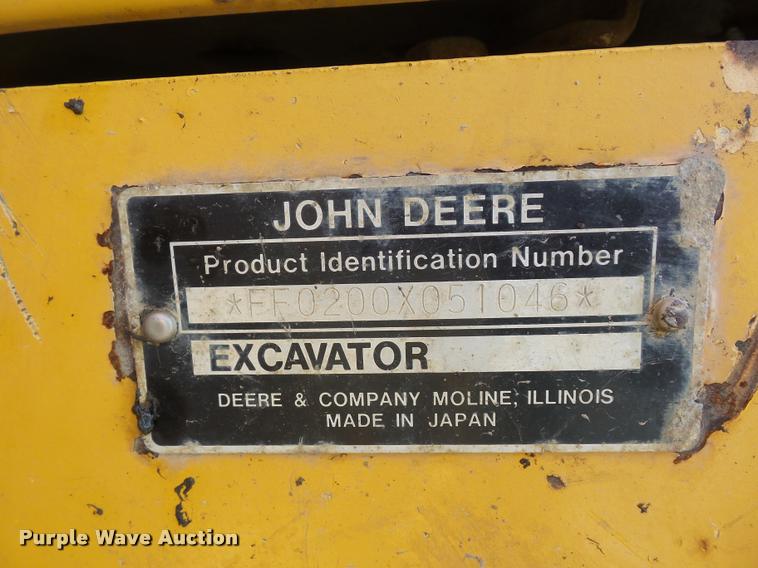 JOHN DEERE
Product Identification Number
*FF0200X051046*
EXCAVATOR
DEERE & COMPANY MOLINE, ILLINOIS
MADE IN JAPAN
Purple Wave Auction